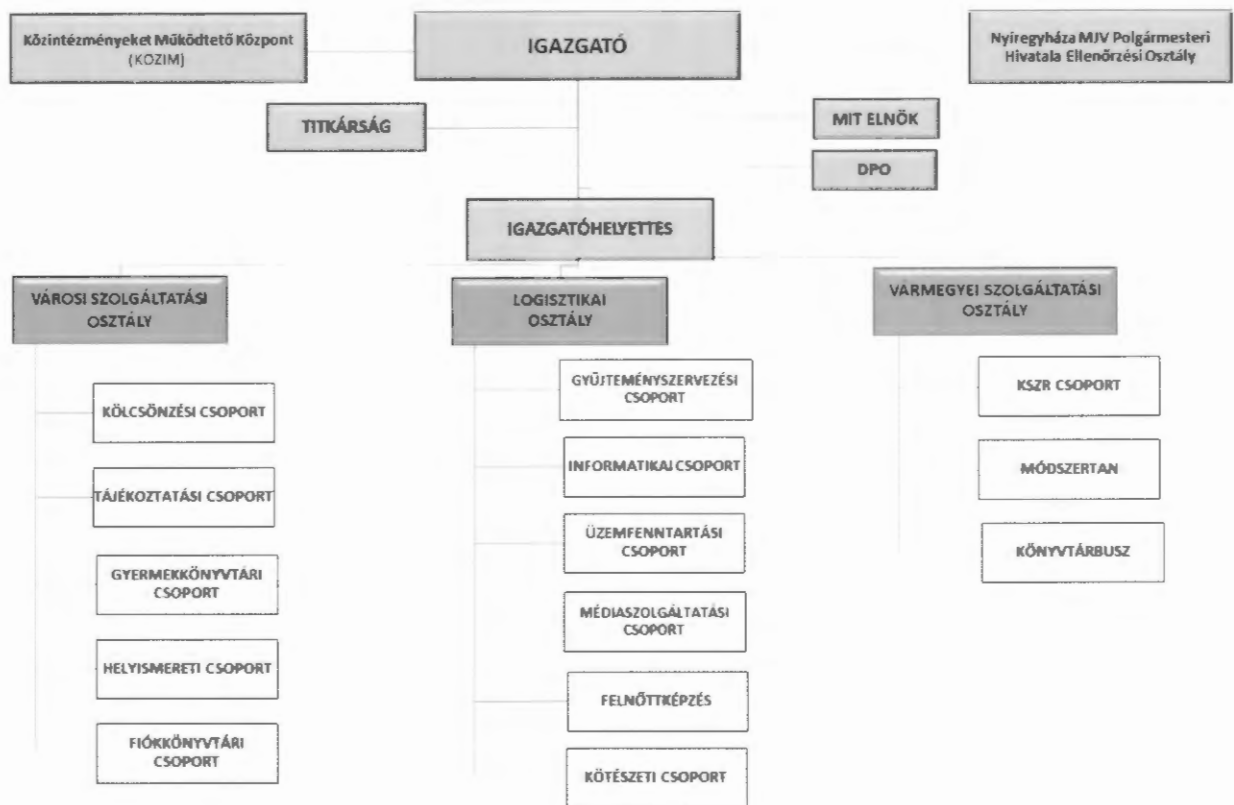 Közintézményeket Működtető Központ
(KÖZIM)
IGAZGATÓ
Nyíregyháza MJV Polgármesteri
Hivatala Ellenőrzési Osztály
TITKÁRSÁG
MIT ELNÖK
DPO
IGAZGATÓHELYETTES
VÁROSI SZOLGÁLTATÁSI
OSZTÁLY
LOGISZTIKAI
OSZTÁLY
VÁRMEGYEI SZOLGÁLTATÁSI
OSZTÁLY
KÖLCSÖNZÉSI CSOPORT
TÁJÉKOZTATÁSI CSOPORT
GYERMEKKÖNYVTÁRI
CSOPORT
HELYISMERETI CSOPORT
FIÓKKÖNYVTÁRI
CSOPORT
GYŰJTEMÉNYSZERVEZÉSI
CSOPORT
INFORMATIKAI CSOPORT
ÜZEMFENNTARTÁSI
CSOPORT
MÉDIASZOLGÁLTATÁSI
CSOPORT
FELNŐTTKÉPZÉS
KÖTÉSZETI CSOPORT
KSZR CSOPORT
MÓDSZERTAN
KÖNYVTÁRBUSZ